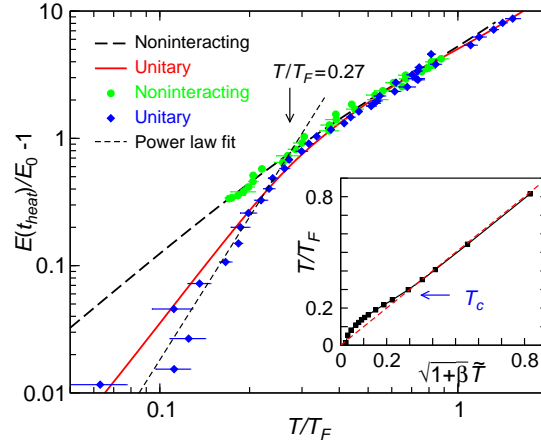 10
1
0.1
0.01
E(t_heat)/E_0 -1
Noninteracting
Unitary
Noninteracting
Unitary
Power law fit
T/T_F=0.27
0.1
1
T/T_F
0.8
0.4
0
T/T_F
T_c
0
0.2
0.4
0.6
0.8
√1+β T̃